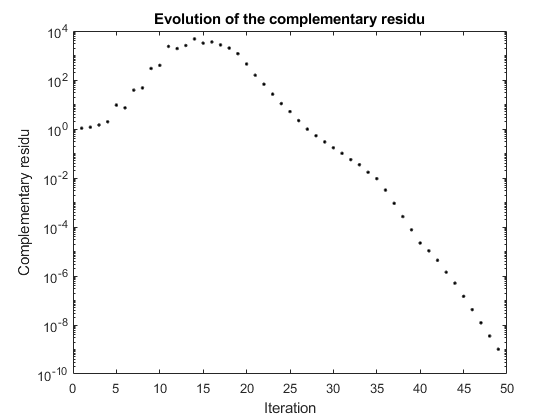 Evolution of the complementary residu
10^4
10^2
10^0
10^-2
10^-4
10^-6
10^-8
10^-10
Complementary residu
0 5 10 15 20 25 30 35 40 45 50
Iteration